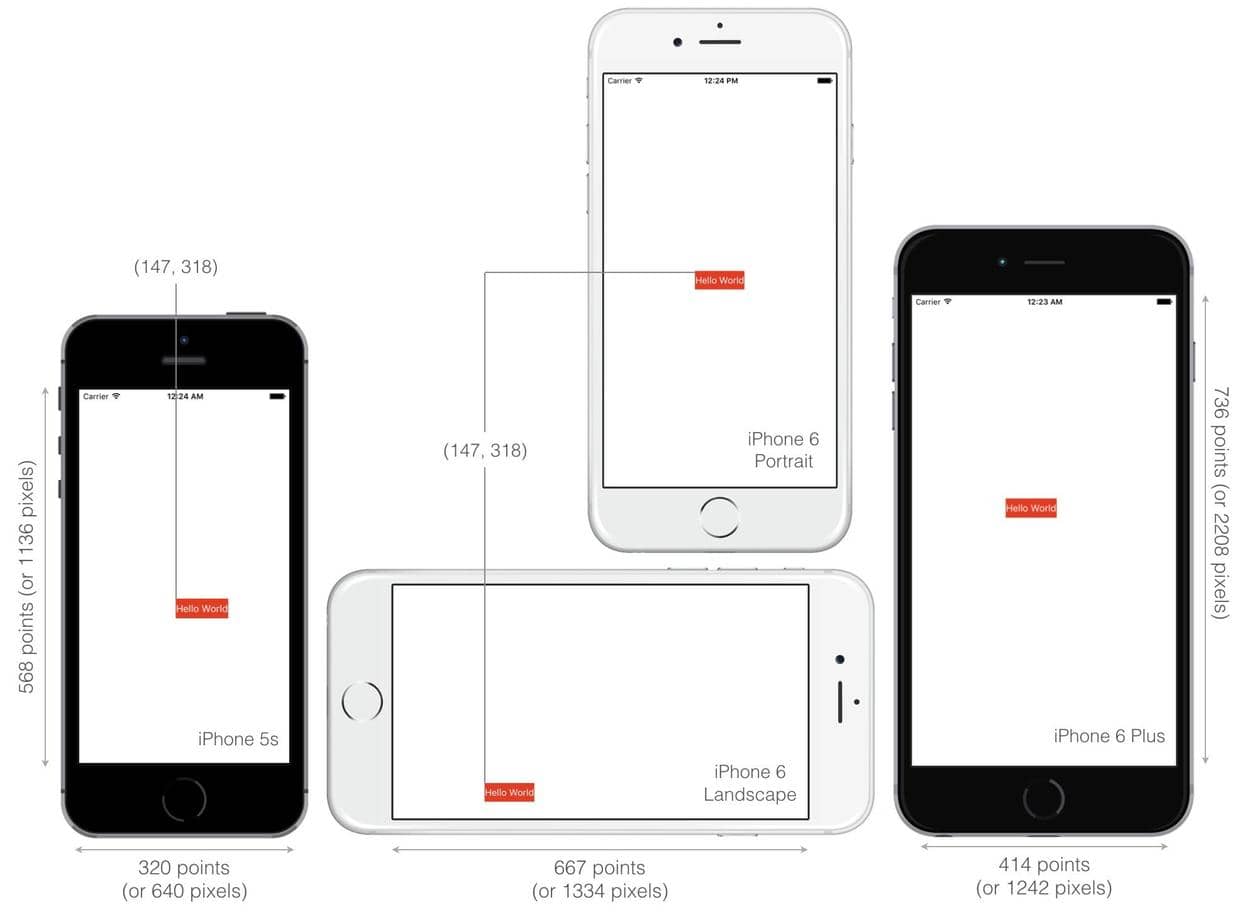 Carrier
12:24 PM
(147, 318)
Hello World
Carrier
12:23 AM
Carrier
12:24 AM
(147, 318)
iPhone 6
Portrait
736 points (or 2208 pixels)
568 points (or 1136 pixels)
Hello World
Hello World
iPhone 5s
iPhone 6 Plus
iPhone 6
Landscape
Hello World
320 points
(or 640 pixels)
667 points
(or 1334 pixels)
414 points
(or 1242 pixels)